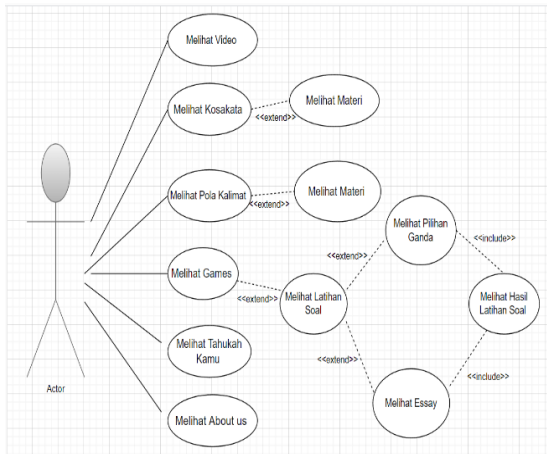 Melihat Video
Melihat Kosakata
<<extend>>
Melihat Materi
Melihat Pola Kalimat
<<extend>>
Melihat Materi
Melihat Games
<<extend>>
Melihat Latihan
Soal
<<extend>>
Melihat Pilihan
Ganda
<<include>>
Melihat Hasil
Latihan Soal
<<extend>>
Melihat Essay
<<include>>
Melihat Tahukah
Kamu
Melihat About us
Actor